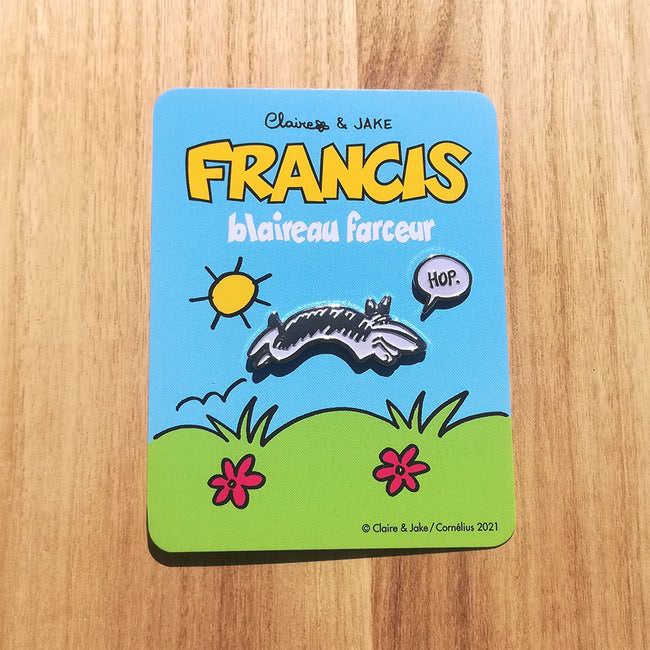 Claire & JAKE
FRANCIS
blaireau farceur
HOP.
© Claire & Jake / Cornélius 2021